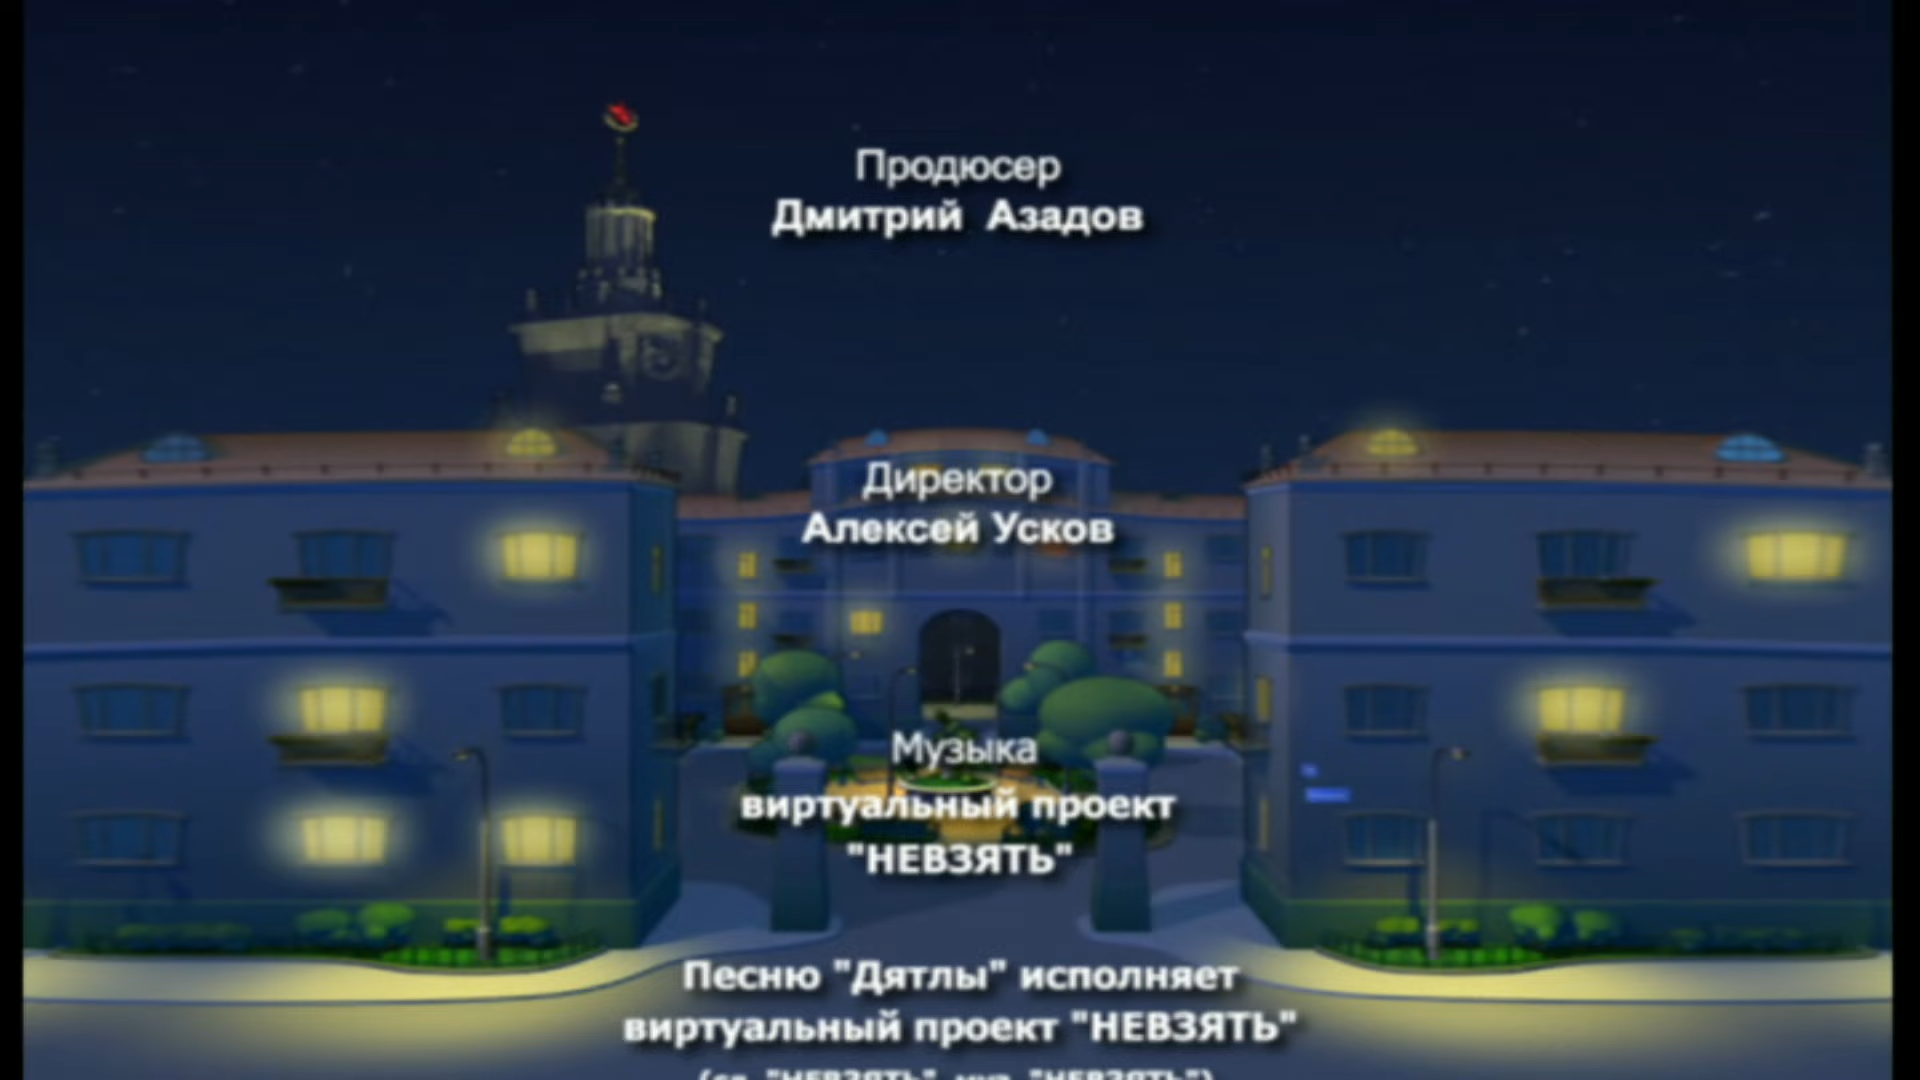 Продюсер
Дмитрий Азадов
Директор
Алексей Усков
Музыка
виртуальный проект
"НЕВЗЯТЬ"
Песню "Дятлы" исполняет
виртуальный проект "НЕВЗЯТЬ"